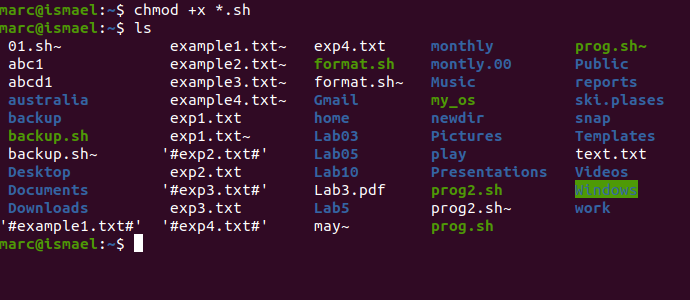 marc@ismael:~$ chmod +x *.sh
marc@ismael:~$ ls
 01.sh~             example1.txt~   exp4.txt     monthly         prog.sh~
 abc1               example2.txt~   format.sh    montly.00       Public
 abcd1              example3.txt~   format.sh~   Music           reports
 australia          example4.txt~   Gmail        my_os           ski.plases
 backup             exp1.txt        home         newdir          snap
 backup.sh          exp1.txt~       Lab03        Pictures        Templates
 backup.sh~        '#exp2.txt#'     Lab05        play            text.txt
 Desktop            exp2.txt        Lab10        Presentations   Videos
 Documents         '#exp3.txt#'     Lab3.pdf     prog2.sh        Windows
 Downloads          exp3.txt        Lab5         prog2.sh~       work
'#example1.txt#'   '#exp4.txt#'     may~         prog.sh
marc@ismael:~$